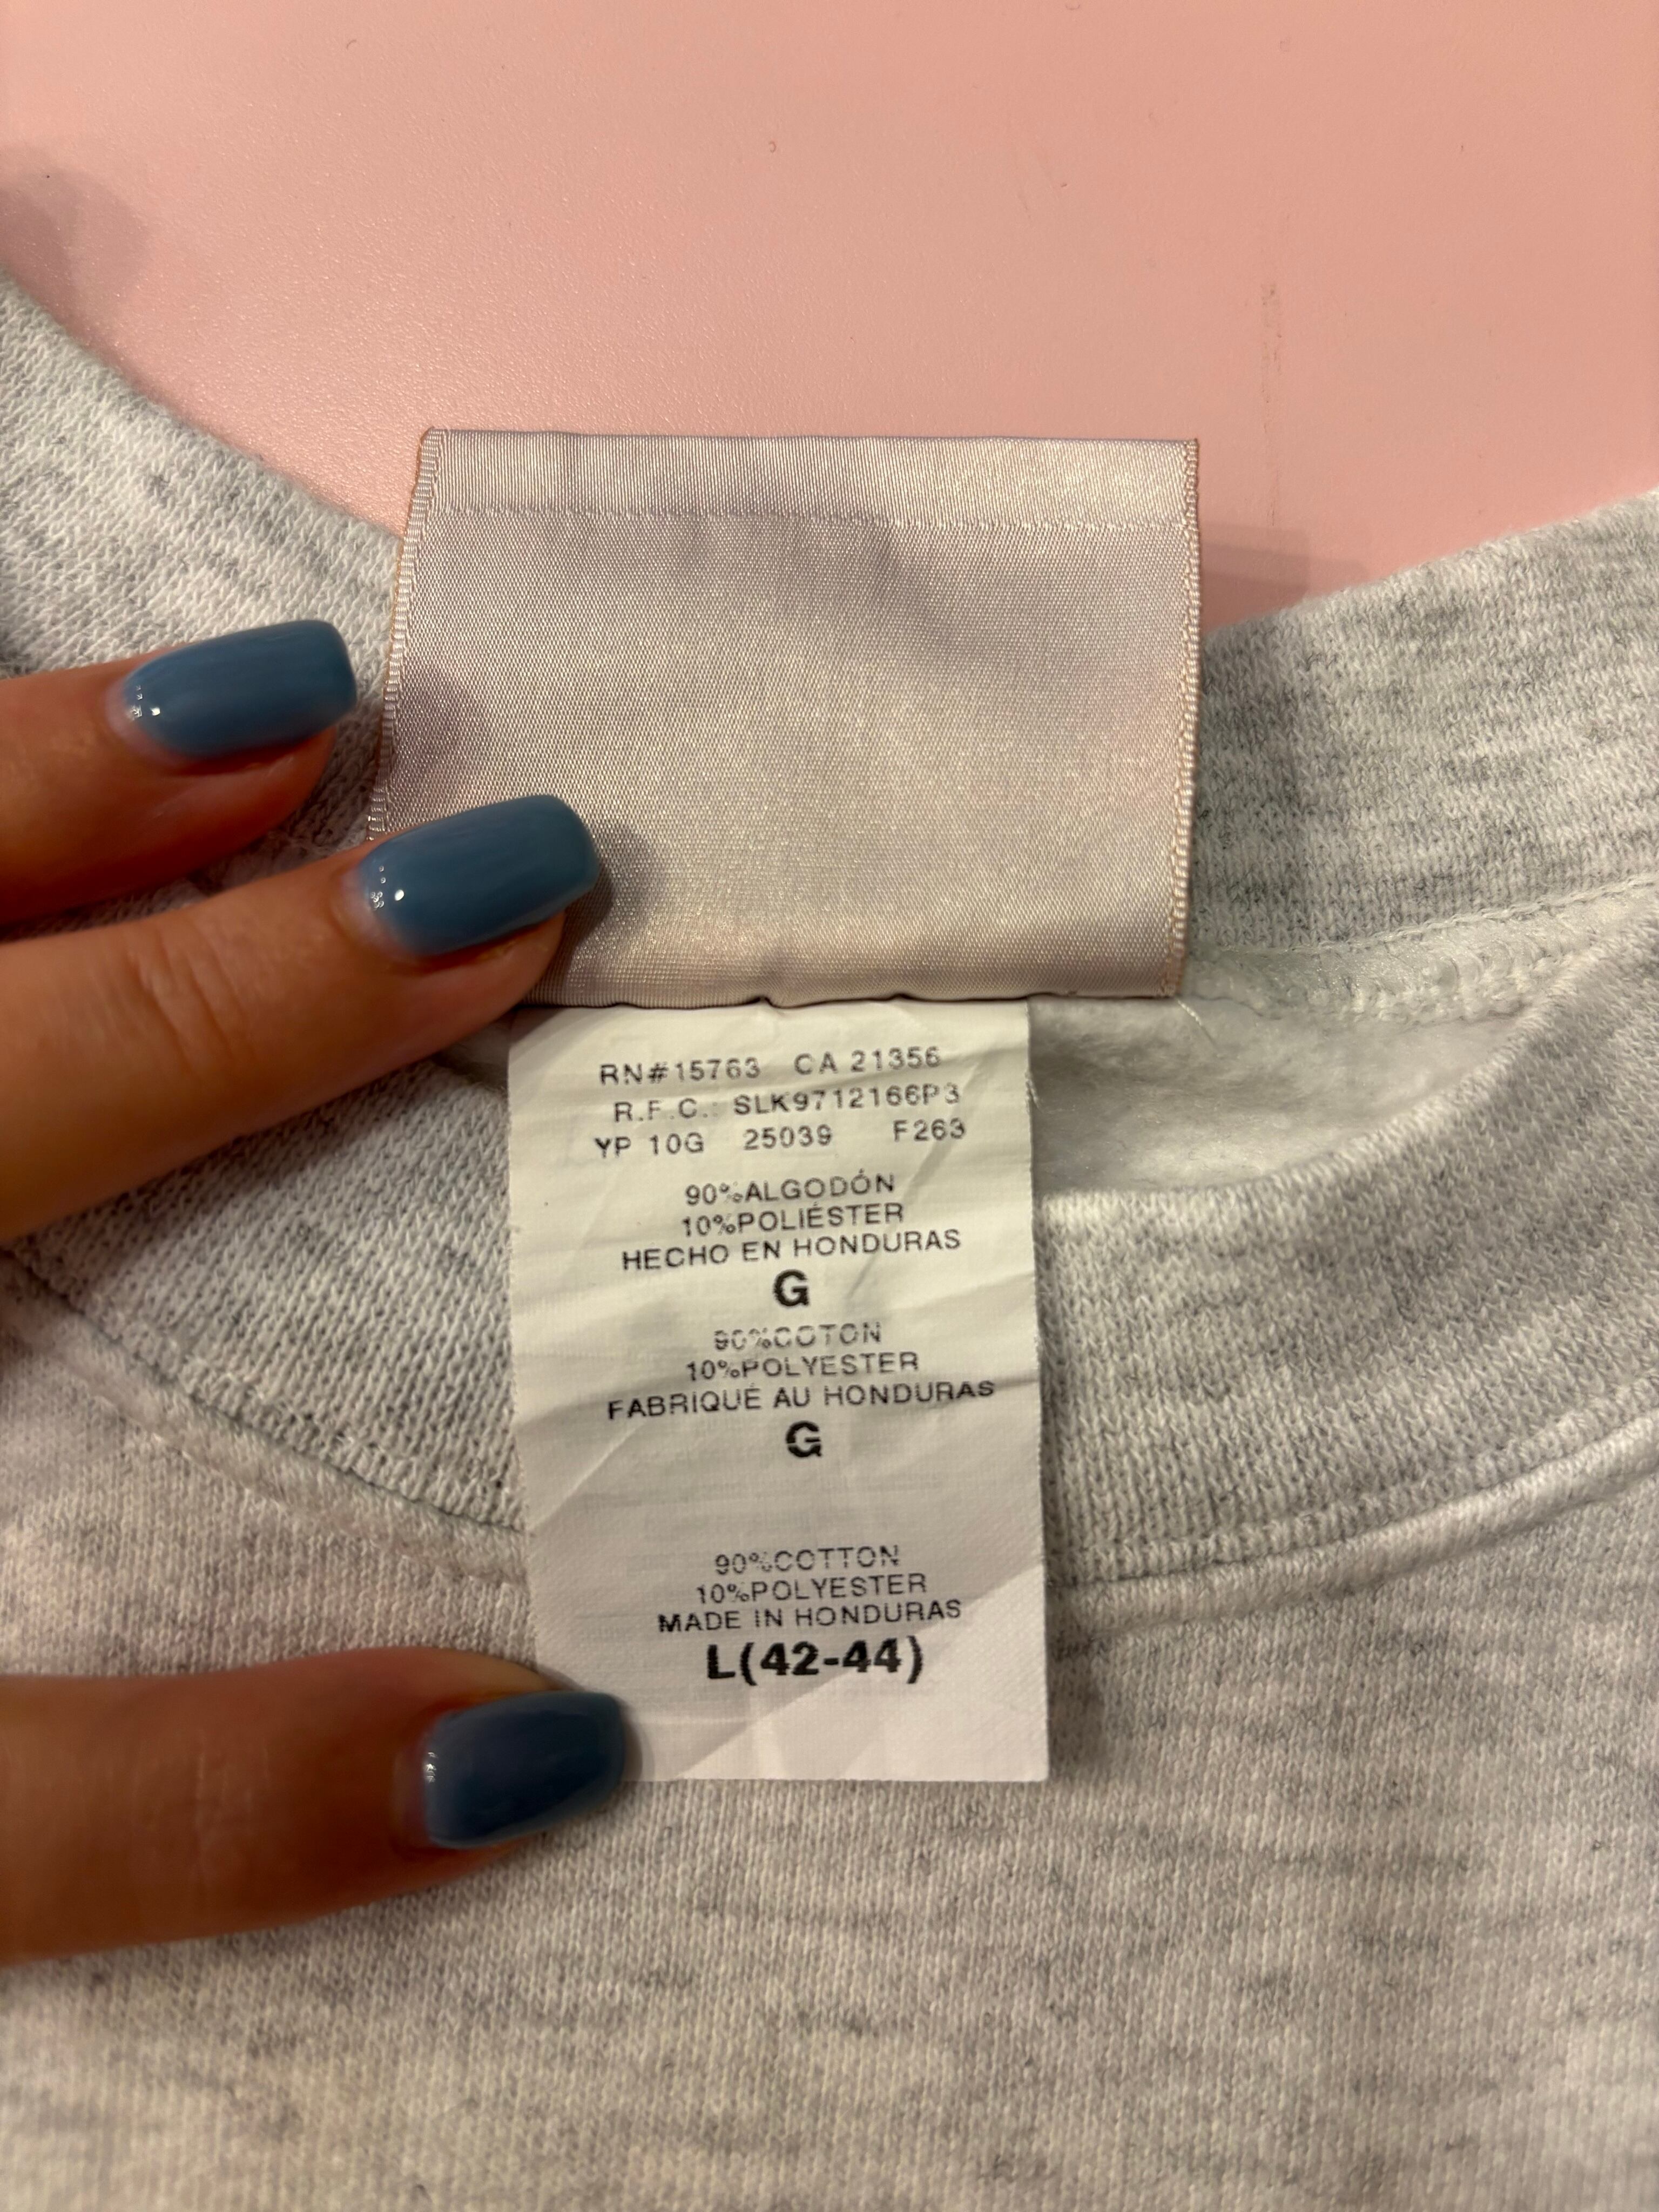 RN#15763 CA 21356
R.F.C.: SLK9712166P3
YP 10G 25039 F263
90%ALGODÓN
10%POLIÉSTER
HECHO EN HONDURAS
G
90%COTON
10%POLYESTER
FABRIQUÉ AU HONDURAS
G
90%COTTON
10%POLYESTER
MADE IN HONDURAS
L(42-44)